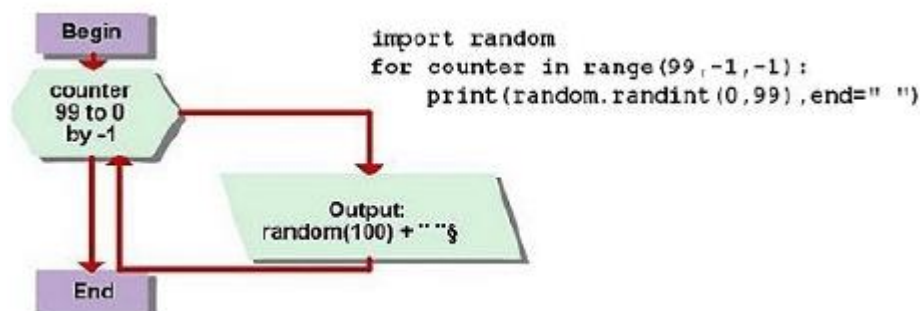 Begin
counter
99 to 0
by -1
Output:
random(100) + " "§
End
import random
for counter in range(99,-1,-1):
print(random.randint(0,99),end=" ")